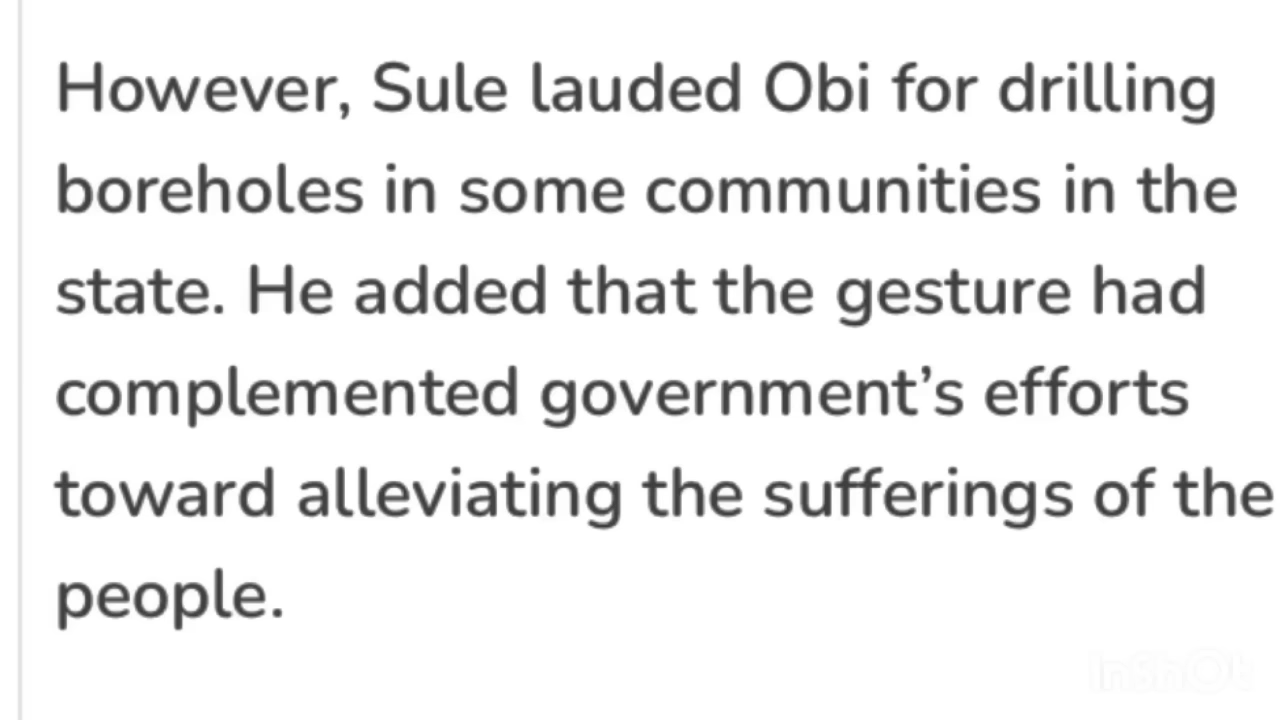 However, Sule lauded Obi for drilling
boreholes in some communities in the
state. He added that the gesture had
complemented government’s efforts
toward alleviating the sufferings of the
people.
InShOt